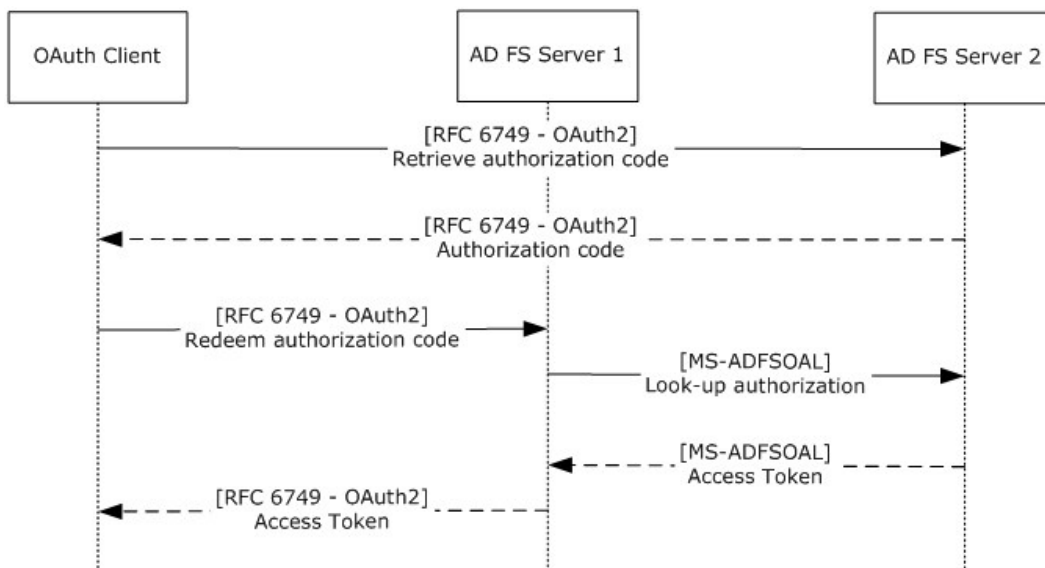 OAuth Client
AD FS Server 1
AD FS Server 2
[RFC 6749 - OAuth2]
Retrieve authorization code
[RFC 6749 - OAuth2]
Authorization code
[RFC 6749 - OAuth2]
Redeem authorization code
[MS-ADFSOAL]
Look-up authorization
[MS-ADFSOAL]
Access Token
[RFC 6749 - OAuth2]
Access Token